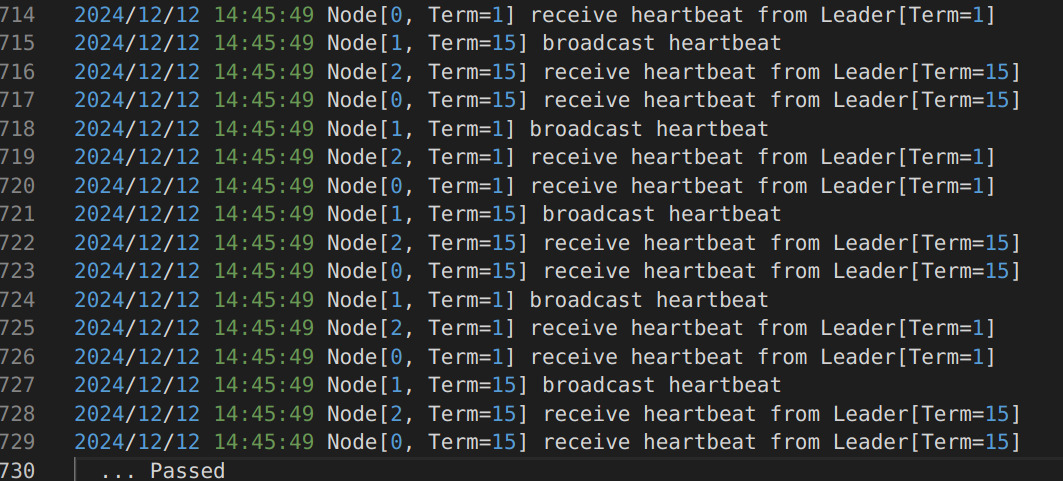 714 2024/12/12 14:45:49 Node[0, Term=1] receive heartbeat from Leader[Term=1]
715 2024/12/12 14:45:49 Node[1, Term=15] broadcast heartbeat
716 2024/12/12 14:45:49 Node[2, Term=15] receive heartbeat from Leader[Term=15]
717 2024/12/12 14:45:49 Node[0, Term=15] receive heartbeat from Leader[Term=15]
718 2024/12/12 14:45:49 Node[1, Term=1] broadcast heartbeat
719 2024/12/12 14:45:49 Node[2, Term=1] receive heartbeat from Leader[Term=1]
720 2024/12/12 14:45:49 Node[0, Term=1] receive heartbeat from Leader[Term=1]
721 2024/12/12 14:45:49 Node[1, Term=15] broadcast heartbeat
722 2024/12/12 14:45:49 Node[2, Term=15] receive heartbeat from Leader[Term=15]
723 2024/12/12 14:45:49 Node[0, Term=15] receive heartbeat from Leader[Term=15]
724 2024/12/12 14:45:49 Node[1, Term=1] broadcast heartbeat
725 2024/12/12 14:45:49 Node[2, Term=1] receive heartbeat from Leader[Term=1]
726 2024/12/12 14:45:49 Node[0, Term=1] receive heartbeat from Leader[Term=1]
727 2024/12/12 14:45:49 Node[1, Term=15] broadcast heartbeat
728 2024/12/12 14:45:49 Node[2, Term=15] receive heartbeat from Leader[Term=15]
729 2024/12/12 14:45:49 Node[0, Term=15] receive heartbeat from Leader[Term=15]
730 ... Passed